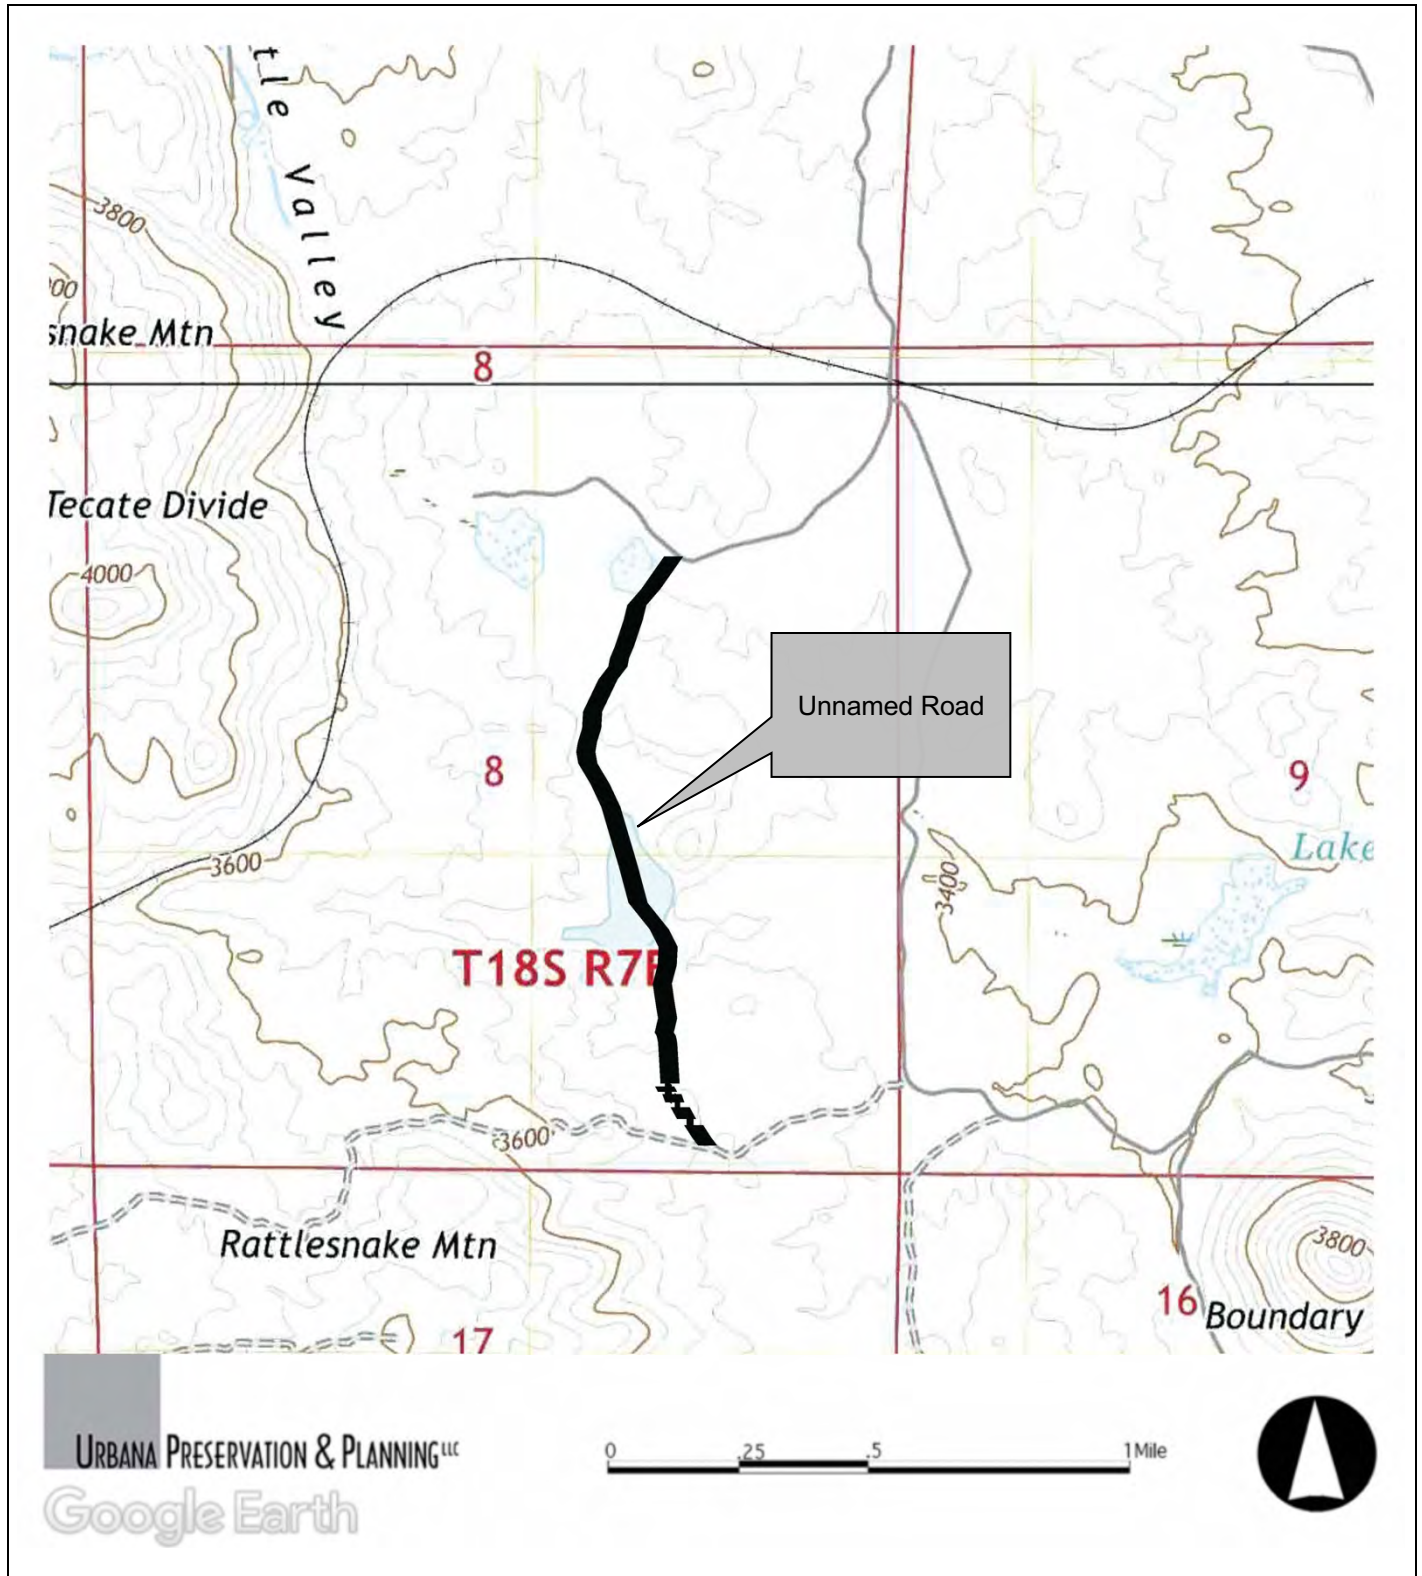 tle Valley
3800
00
snake Mtn
8
Tecate Divide
4000
Unnamed Road
8
9
Lake
3600
3400
T18S R7E
3600
Rattlesnake Mtn
3800
16
Boundary
17
URBANA PRESERVATION & PLANNING LLC
0 .25 .5 1 Mile
Google Earth